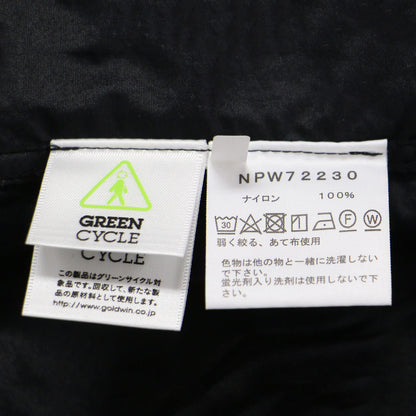 GREEN
CYCLE
CYCLE
この製品はグリーンサイクル対
象品です。回収して、新たな製
品の原材料として使用します。
www.goldwin.co.jp
NPW72230
ナイロン 100%
30
F W
弱く絞る、あて布使用
色物は他の物と一緒に洗濯しない
で下さい。
蛍光剤入り洗剤は使用しないで下
さい。